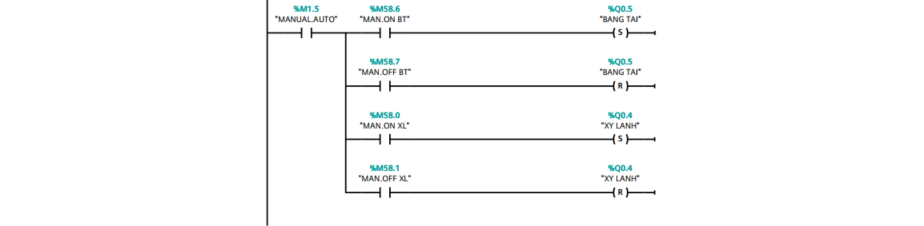 %M1.5 %M58.6 %Q0.5
"MANUAL.AUTO" "MAN.ON BT" "BANG TAI"
S
%M58.7 %Q0.5
"MAN.OFF BT" "BANG TAI"
R
%M58.0 %Q0.4
"MAN.ON XL" "XY LANH"
S
%M58.1 %Q0.4
"MAN.OFF XL" "XY LANH"
R